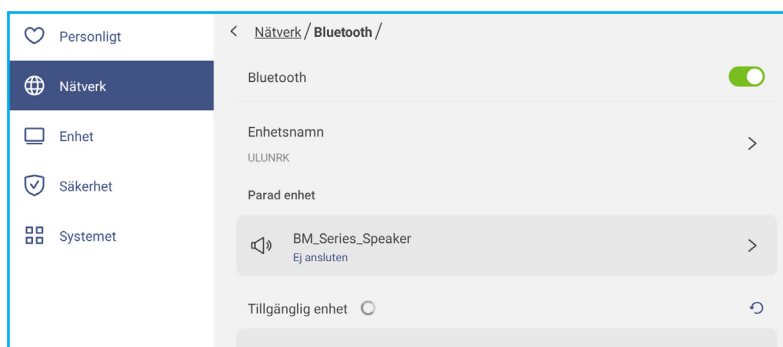 Personligt
Nätverk
Enhet
Säkerhet
Systemet
Nätverk / Bluetooth /
Bluetooth
Enhetsnamn
ULUNRK
Parad enhet
BM_Series_Speaker
Ej ansluten
Tillgänglig enhet